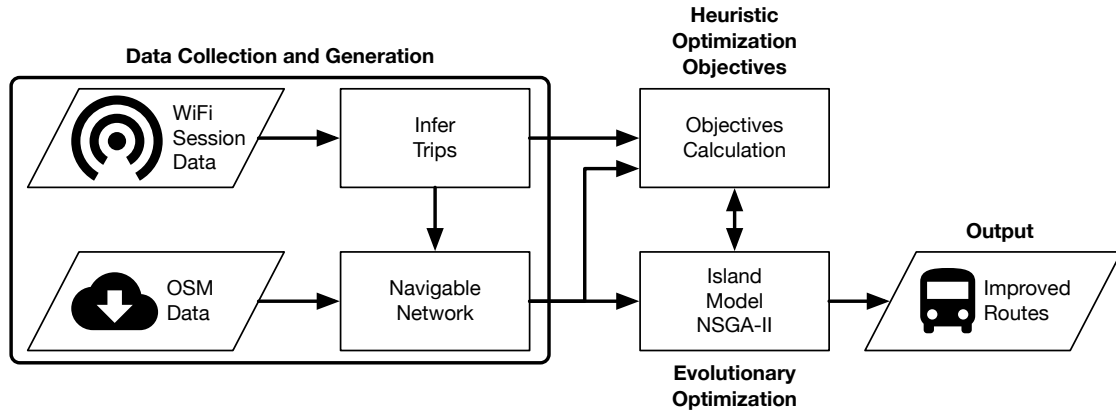 Heuristic
Optimization
Objectives
Data Collection and Generation
WiFi
Session
Data
Infer
Trips
Objectives
Calculation
Output
OSM
Data
Navigable
Network
Island
Model
NSGA-II
Improved
Routes
Evolutionary
Optimization